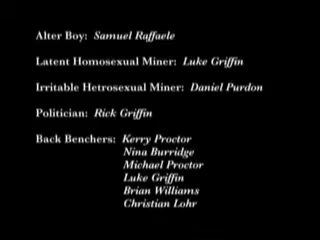 Alter Boy: Samuel Raffaele
Latent Homosexual Miner: Luke Griffin
Irritable Hetrosexual Miner: Daniel Purdon
Politician: Rick Griffin
Back Benchers: Kerry Proctor
Nina Burridge
Michael Proctor
Luke Griffin
Brian Williams
Christian Lohr